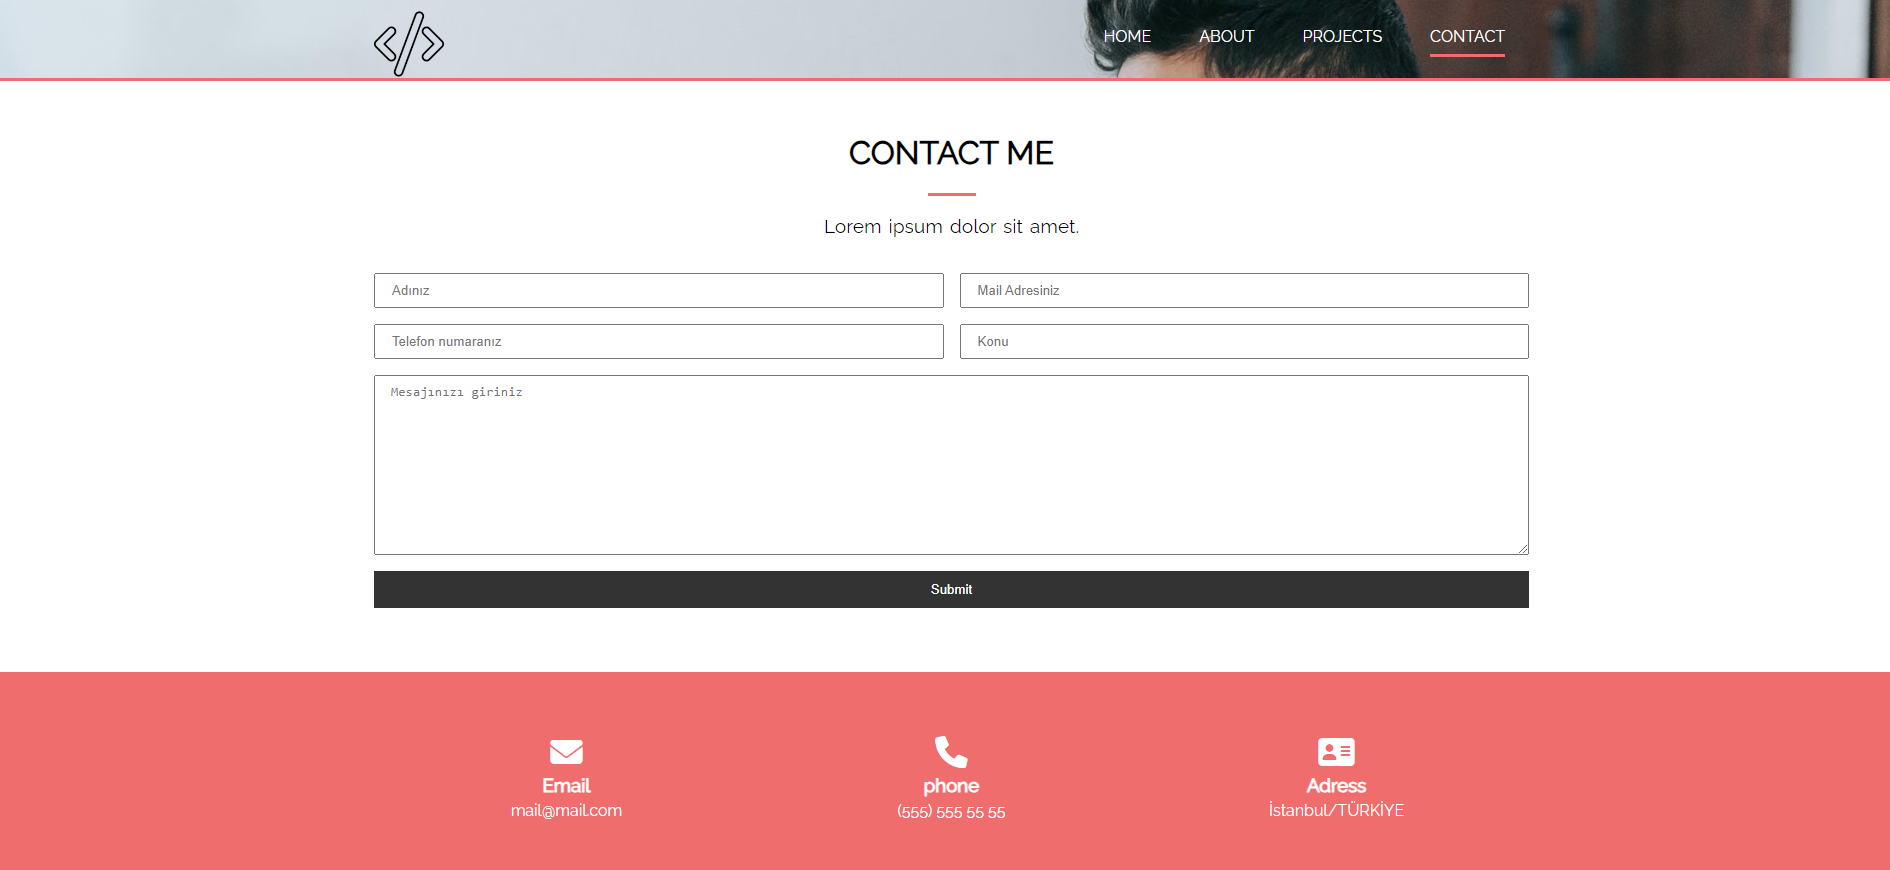 HOME ABOUT PROJECTS CONTACT
CONTACT ME
Lorem ipsum dolor sit amet.
Adınız Mail Adresiniz
Telefon numaranız Konu
Mesajınızı giriniz
Submit
Email phone Adress
mail@mail.com (555) 555 55 55 İstanbul/TÜRKİYE